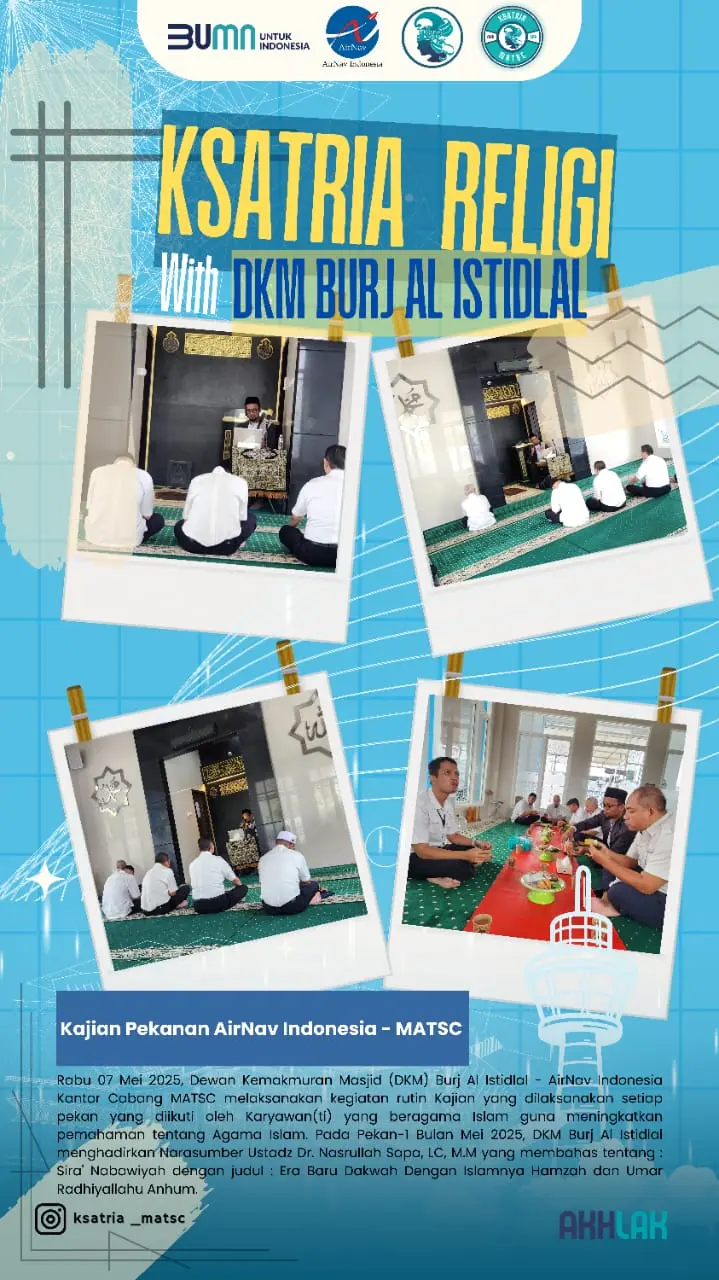 BUMN UNTUK
INDONESIA
AirNav
AirNav Indonesia
KSATRIA
MATSC
KSATRIA RELIGI
With DKM BURJ AL ISTIDLAL
Kajian Pekanan AirNav Indonesia - MATSC
Rabu 07 Mei 2025, Dewan Kemakmuran Masjid (DKM) Burj Al Istidlal - AirNav Indonesia
Kantor Cabang MATSC melaksanakan kegiatan rutin Kajian yang dilaksanakan setiap
pekan yang diikuti oleh Karyawan(ti) yang beragama Islam guna meningkatkan
pemahaman tentang Agama Islam. Pada Pekan-1 Bulan Mei 2025, DKM Burj Al Istidlal
menghadirkan Narasumber Ustadz Dr. Nasrullah Sapa, LC, M.M yang membahas tentang :
Sira' Nabawiyah dengan judul : Era Baru Dakwah Dengan Islamnya Hamzah dan Umar
Radhiyallahu Anhum.
ksatria _matsc
AKHLAK